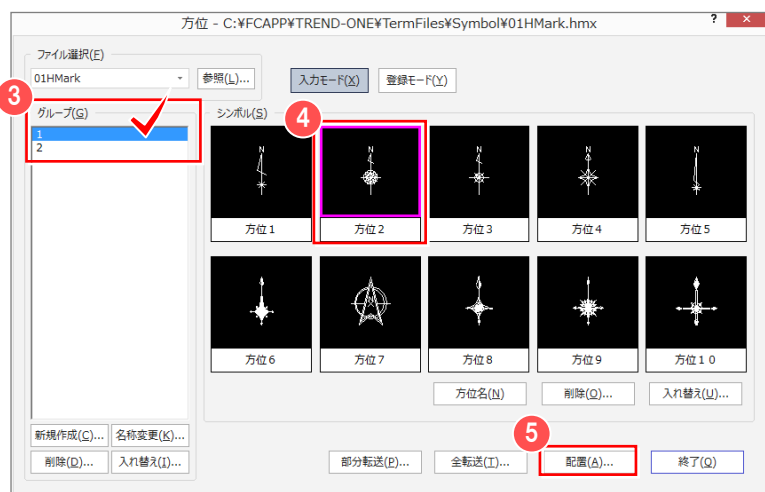 方位 - C:¥FCAPP¥TREND-ONE¥TermFiles¥Symbol¥01HMark.hmx ? ×
ファイル選択(F)
01HMark 参照(L)... 入力モード(X) 登録モード(Y)
3
グループ(G) シンボル(S) 4
1
2
N N N N N
方位1 方位2 方位3 方位4 方位5
方位6 方位7 方位8 方位9 方位10
方位名(N) 削除(O)... 入れ替え(U)...
新規作成(C)... 名称変更(K)... 5
削除(D)... 入れ替え(I)... 部分転送(P)... 全転送(T)... 配置(A)... 終了(Q)